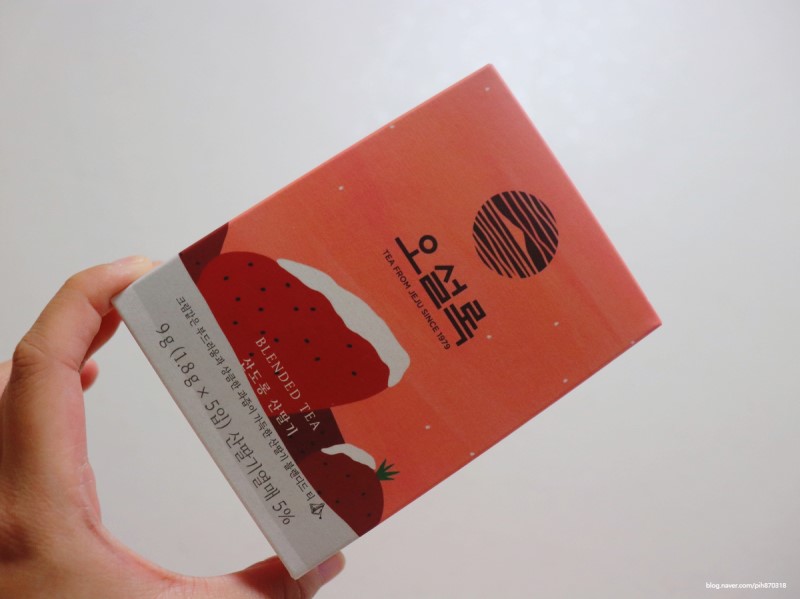 오설록
TEA FROM JEJU SINCE 1979
BLENDED TEA
삼다롱 산딸기
크림같은 부드러움과 상큼한 과즙이 가득한 산딸기 블렌디드 티
9g (1.8g × 5입) 산딸기열매 5%
blog.naver.com/pih870318